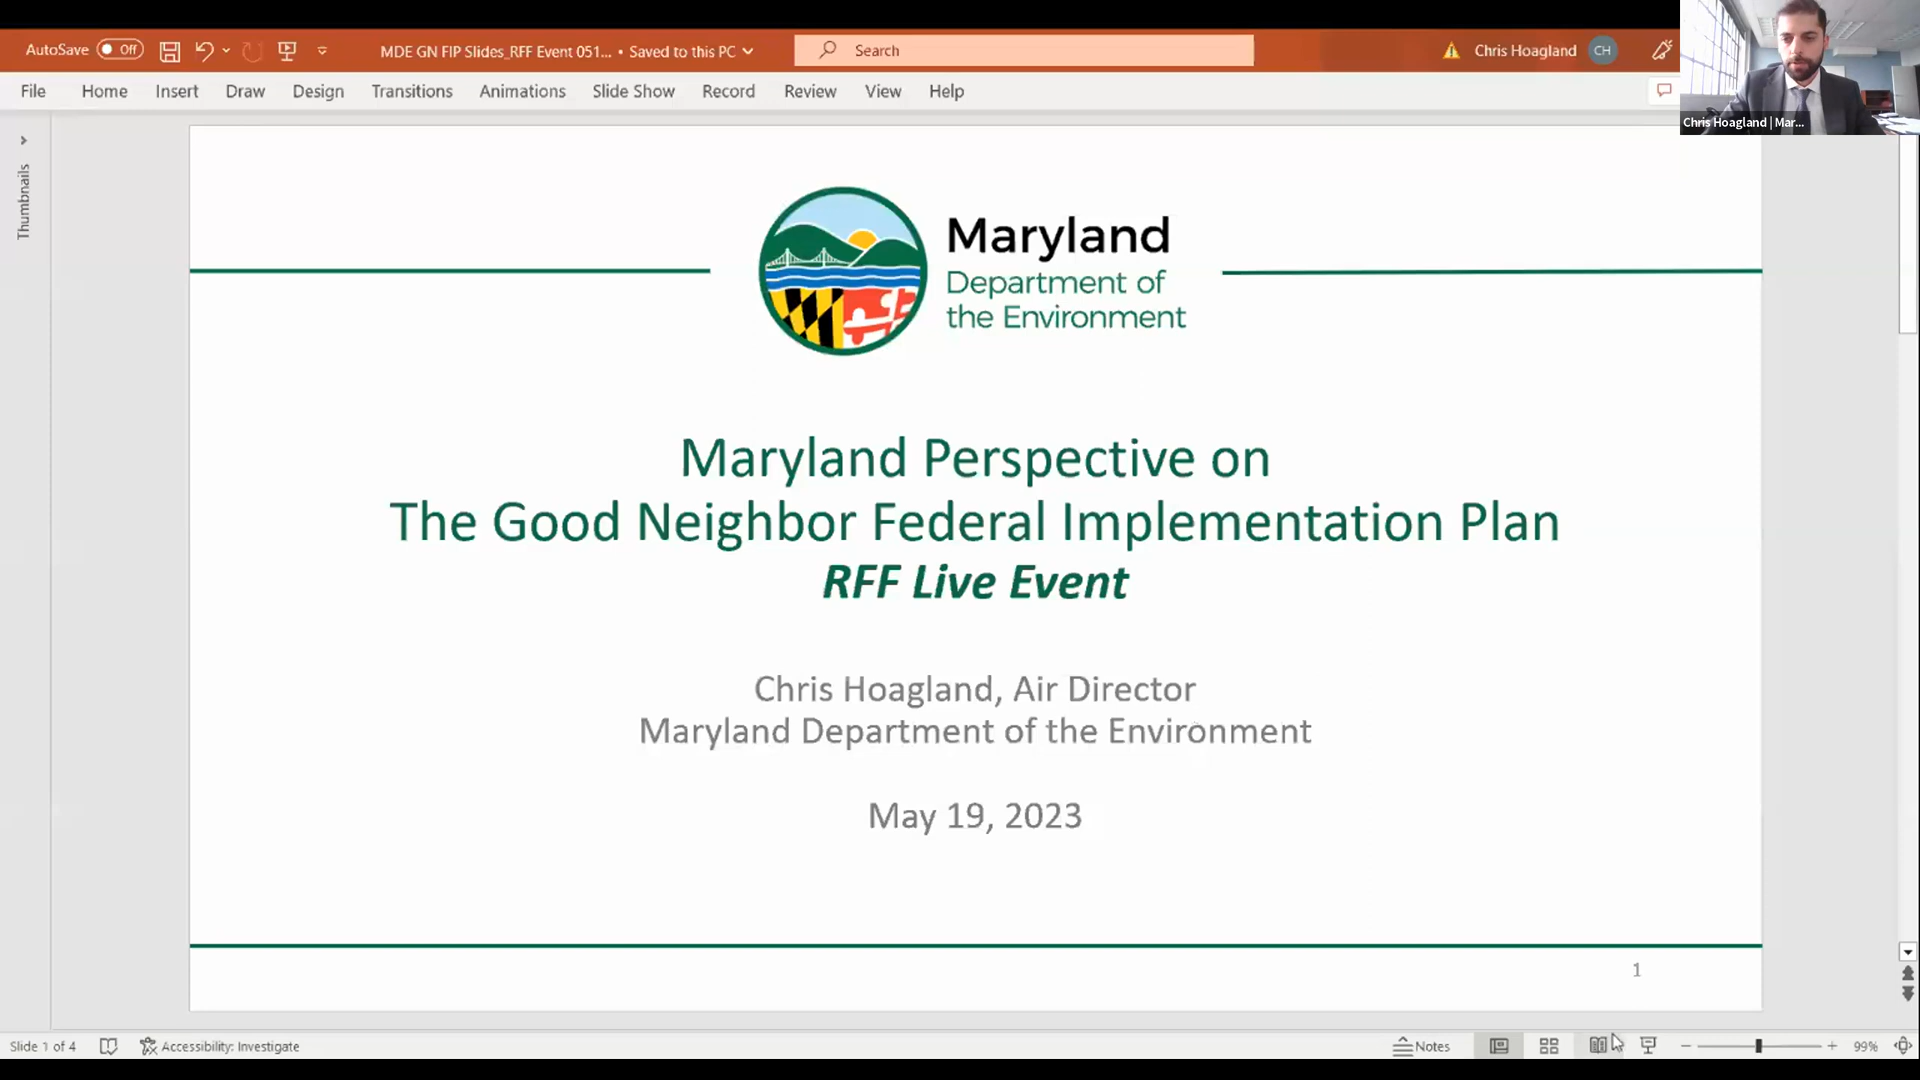 AutoSave Off MDE GN FIP Slides_RFF Event 051... • Saved to this PC Search Chris Hoagland CH
File Home Insert Draw Design Transitions Animations Slide Show Record Review View Help
Chris Hoagland | Mar...
Thumbnails
Maryland
Department of
the Environment
Maryland Perspective on
The Good Neighbor Federal Implementation Plan
RFF Live Event
Chris Hoagland, Air Director
Maryland Department of the Environment
May 19, 2023
1
Slide 1 of 4 Accessibility: Investigate Notes 99%